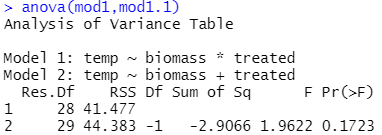 > anova(mod1,mod1.1)
Analysis of Variance Table
Model 1: temp ~ biomass * treated
Model 2: temp ~ biomass + treated
  Res.Df    RSS Df Sum of Sq      F Pr(>F)
1     28 41.477
2     29 44.383 -1   -2.9066 1.9622 0.1723